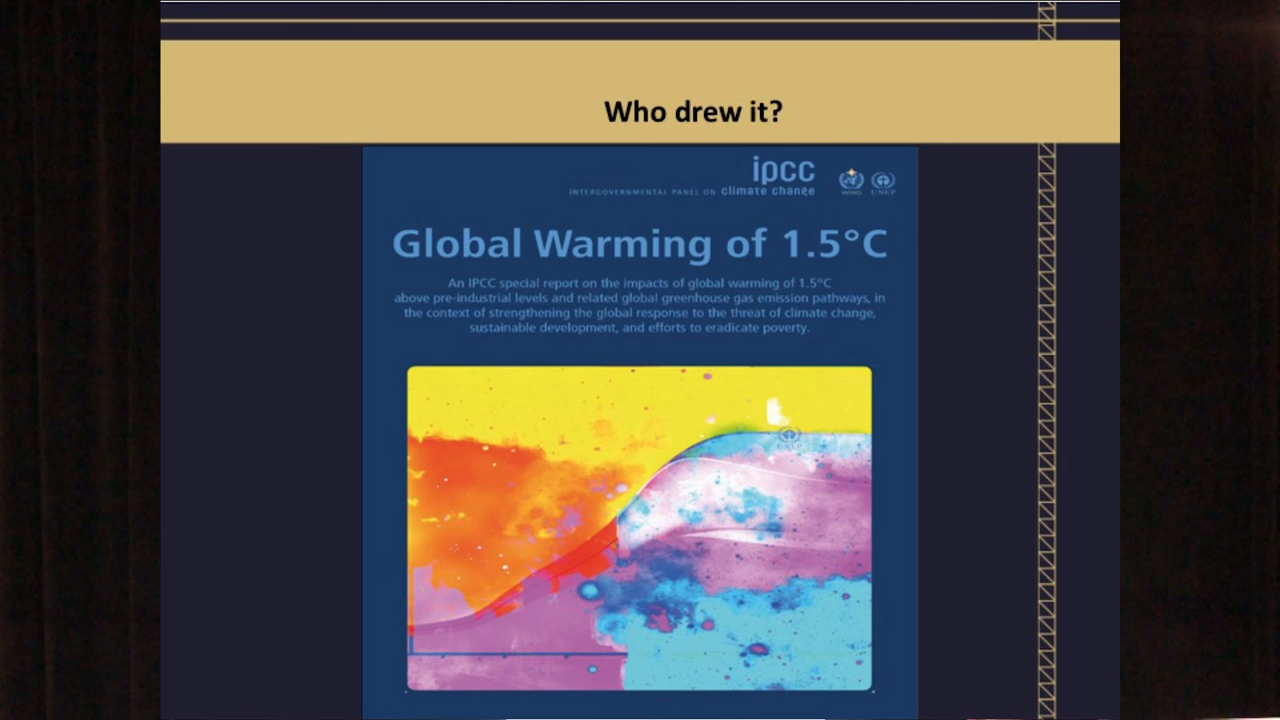 Who drew it?
ipcc
INTERGOVERNMENTAL PANEL ON climate change
WMO UNEP
Global Warming of 1.5°C
An IPCC special report on the impacts of global warming of 1.5°C
above pre-industrial levels and related global greenhouse gas emission pathways, in
the context of strengthening the global response to the threat of climate change,
sustainable development, and efforts to eradicate poverty.
UNEP